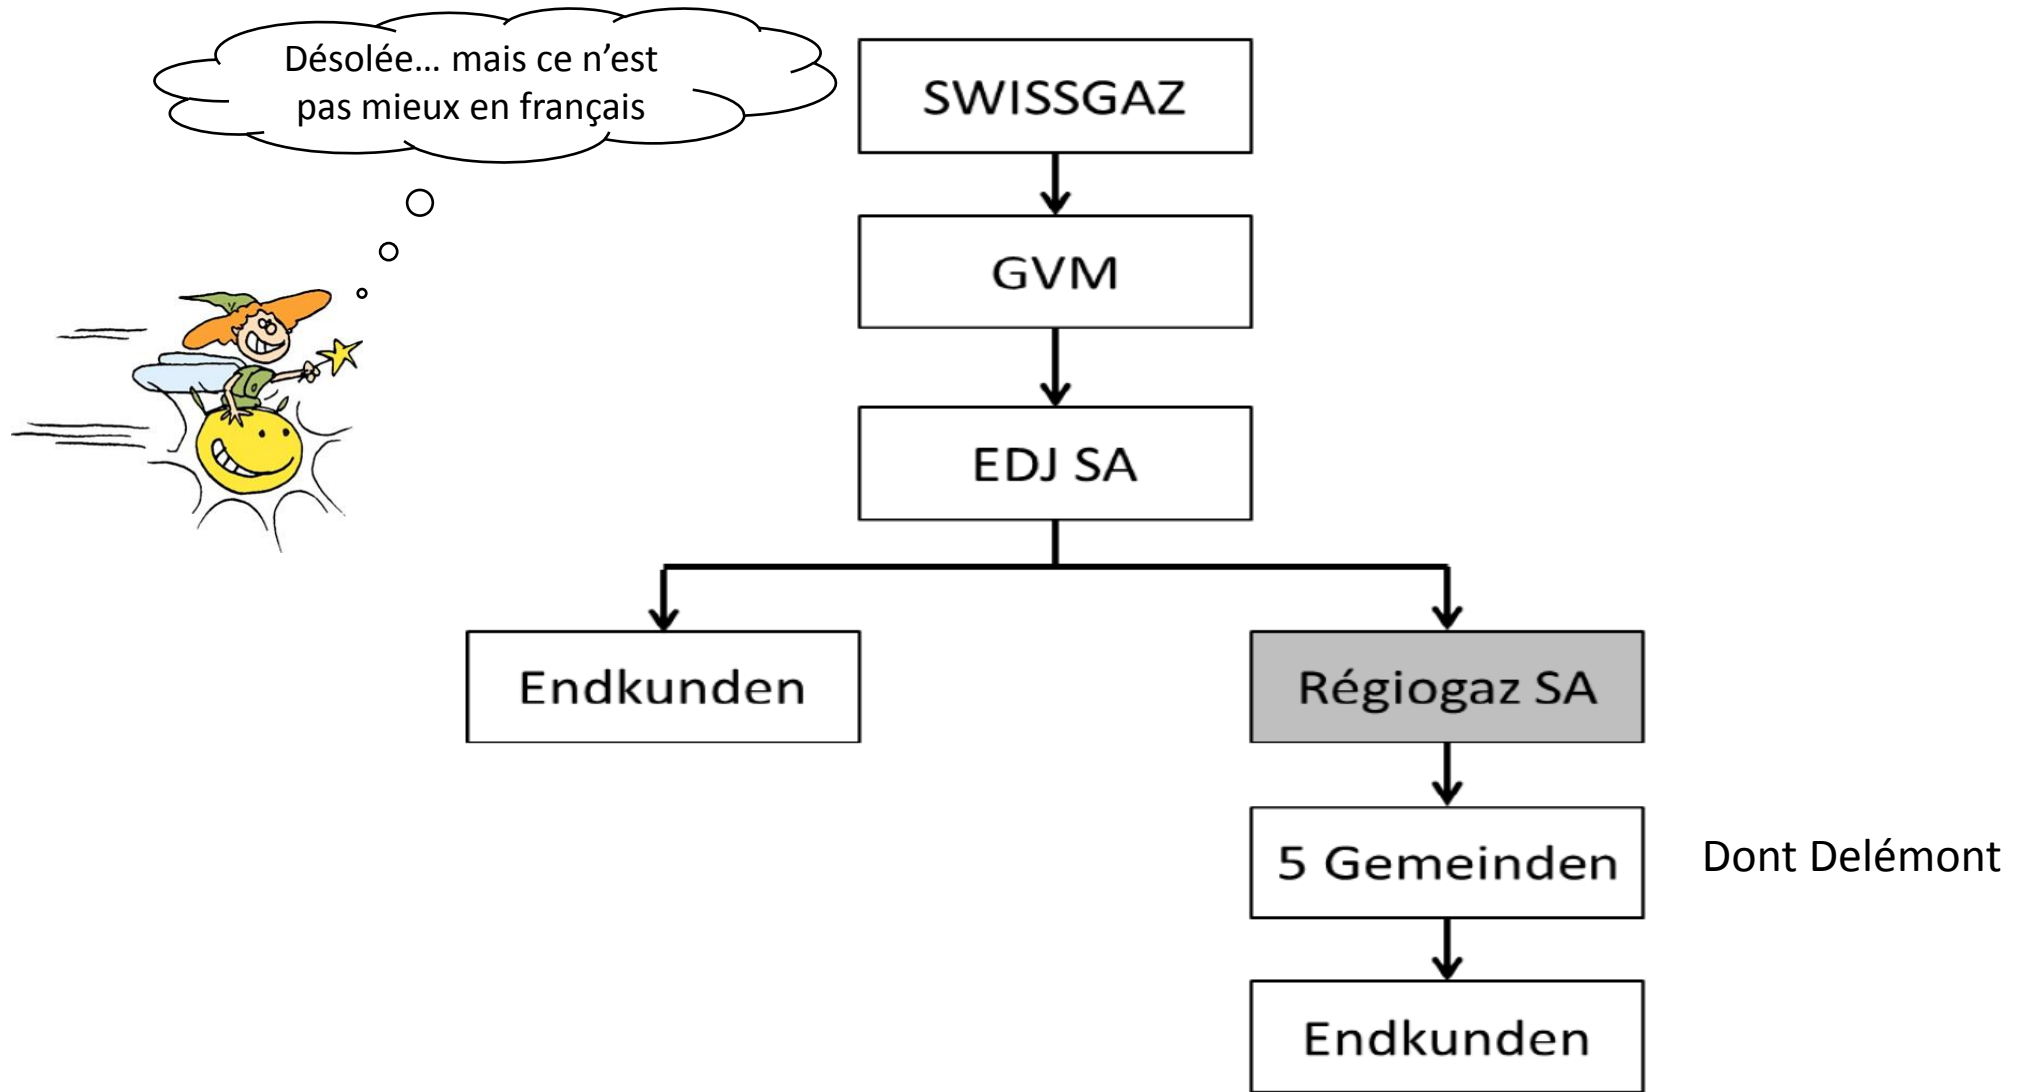 Désolée... mais ce n’est
pas mieux en français
SWISSGAZ
GVM
EDJ SA
Endkunden
Régiogaz SA
5 Gemeinden
Dont Delémont
Endkunden